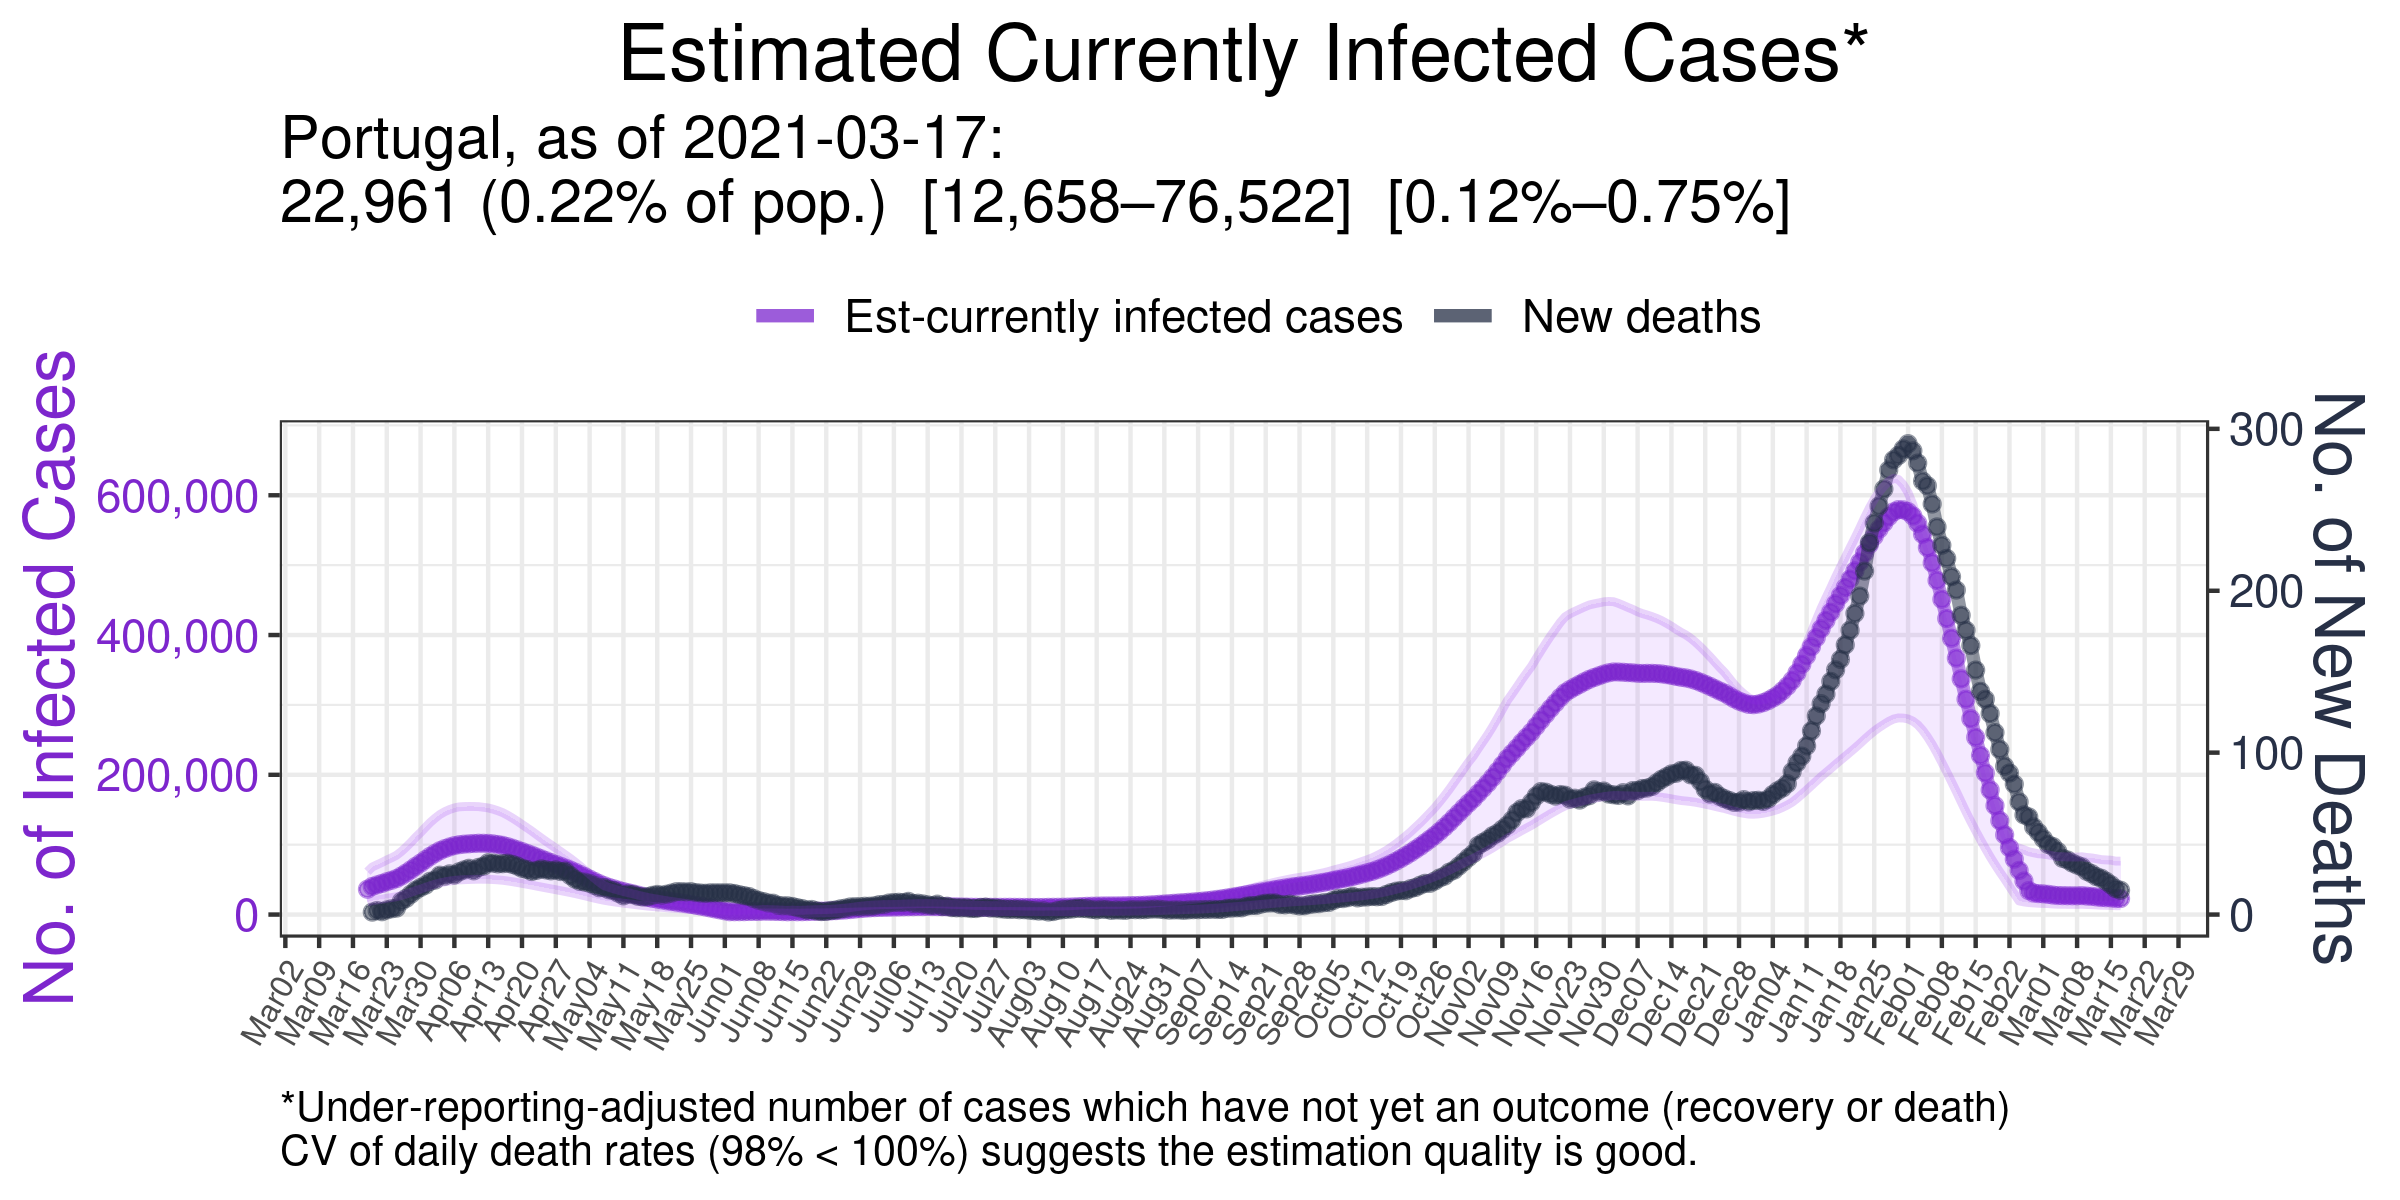 Estimated Currently Infected Cases*
Portugal, as of 2021-03-17:
22,961 (0.22% of pop.) [12,658–76,522] [0.12%–0.75%]
Est-currently infected cases New deaths
No. of Infected Cases
600,000
400,000
200,000
0
300
200
100
0
No. of New Deaths
Mar02 Mar09 Mar16 Mar23 Mar30 Apr06 Apr13 Apr20 Apr27 May04 May11 May18 May25 Jun01 Jun08 Jun15 Jun22 Jun29 Jul06 Jul13 Jul20 Jul27 Aug03 Aug10 Aug17 Aug24 Aug31 Sep07 Sep14 Sep21 Sep28 Oct05 Oct12 Oct19 Oct26 Nov02 Nov09 Nov16 Nov23 Nov30 Dec07 Dec14 Dec21 Dec28 Jan04 Jan11 Jan18 Jan25 Feb01 Feb08 Feb15 Feb22 Mar01 Mar08 Mar15 Mar22 Mar29
*Under-reporting-adjusted number of cases which have not yet an outcome (recovery or death)
CV of daily death rates (98% < 100%) suggests the estimation quality is good.